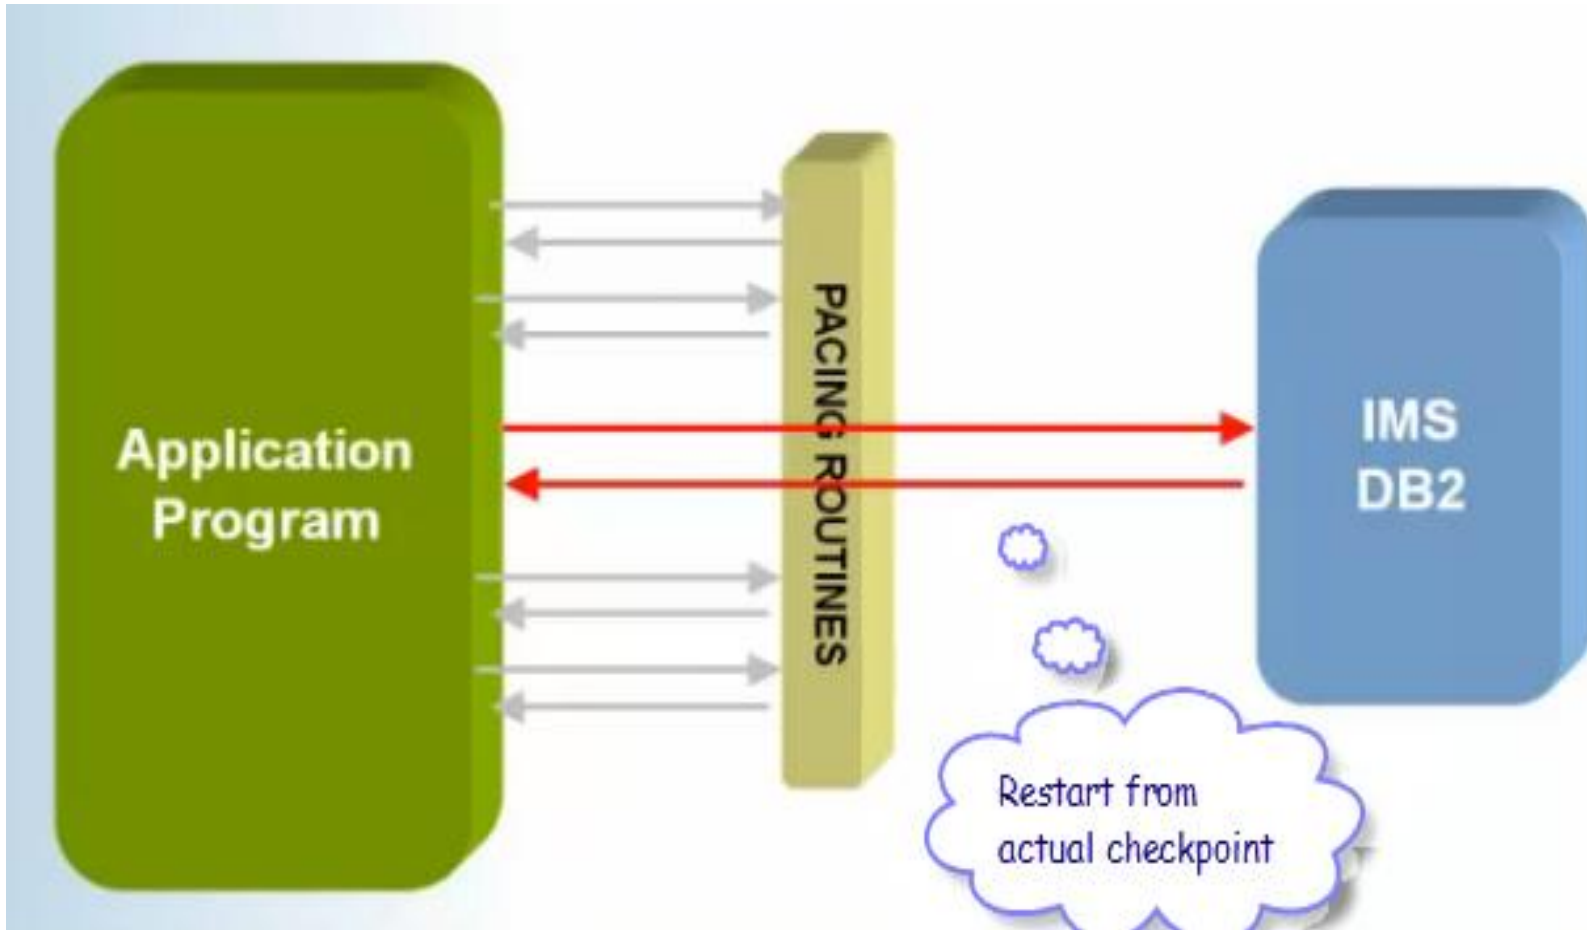 Application
Program
PACING ROUTINES
IMS
DB2
Restart from
actual checkpoint